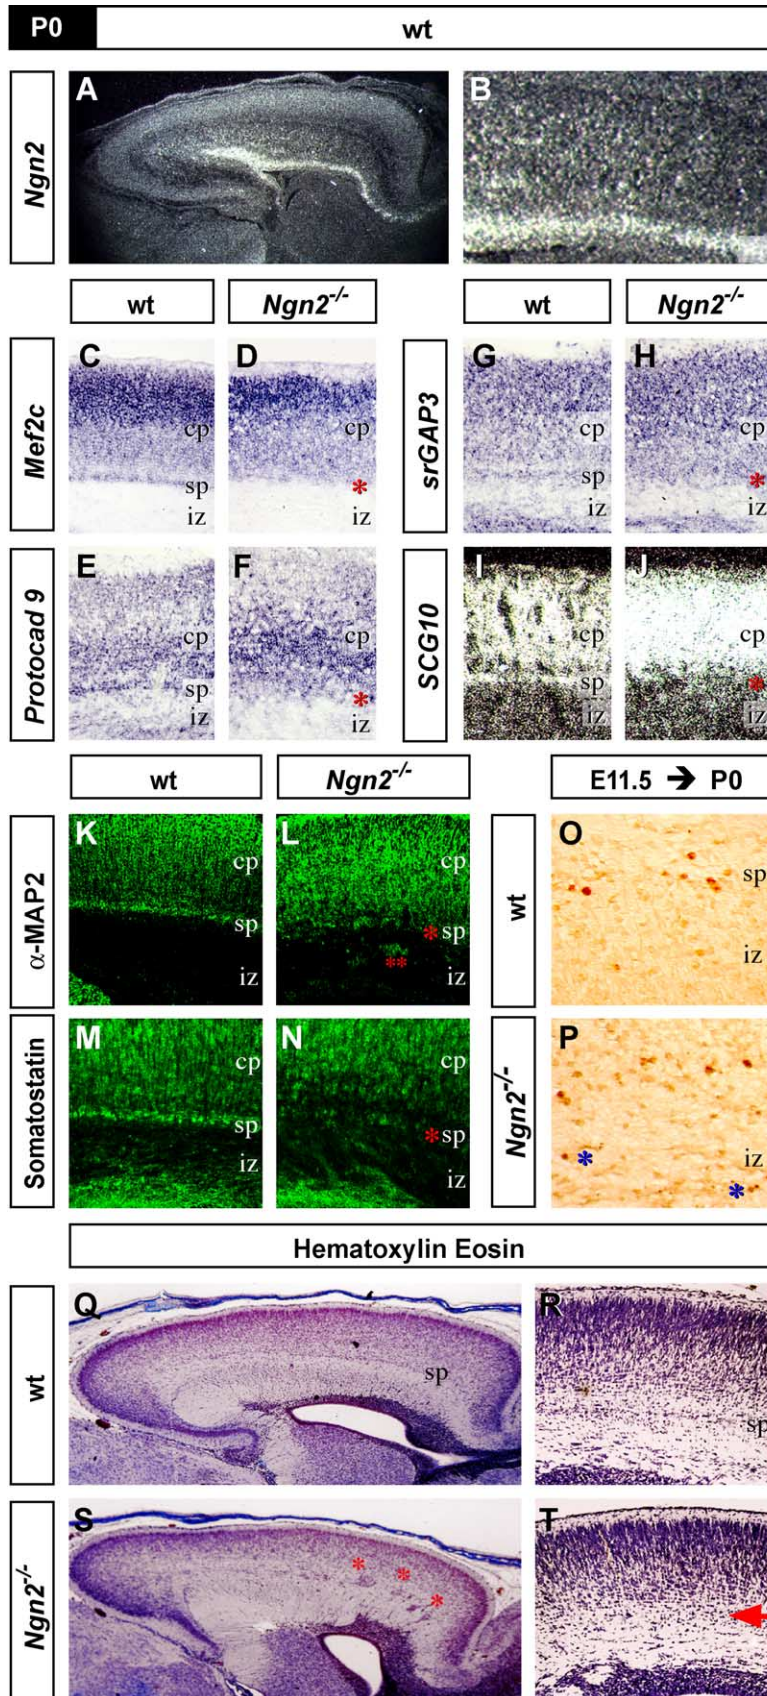 P0 wt
Ngn2 A B
wt Ngn2-/- wt Ngn2-/-
Mef2c C cp sp iz D cp * iz srGAP3 G cp sp iz H cp * iz
Protocad 9 E cp sp iz F cp * iz SCG10 I cp sp iz J cp * iz
wt Ngn2-/- E11.5 ➔ P0
α-MAP2 K cp sp iz L cp * sp ** iz wt O sp iz
Somatostatin M cp sp iz N cp * sp iz Ngn2-/- P iz * *
Hematoxylin Eosin
wt Q sp R sp
Ngn2-/- S * * * T